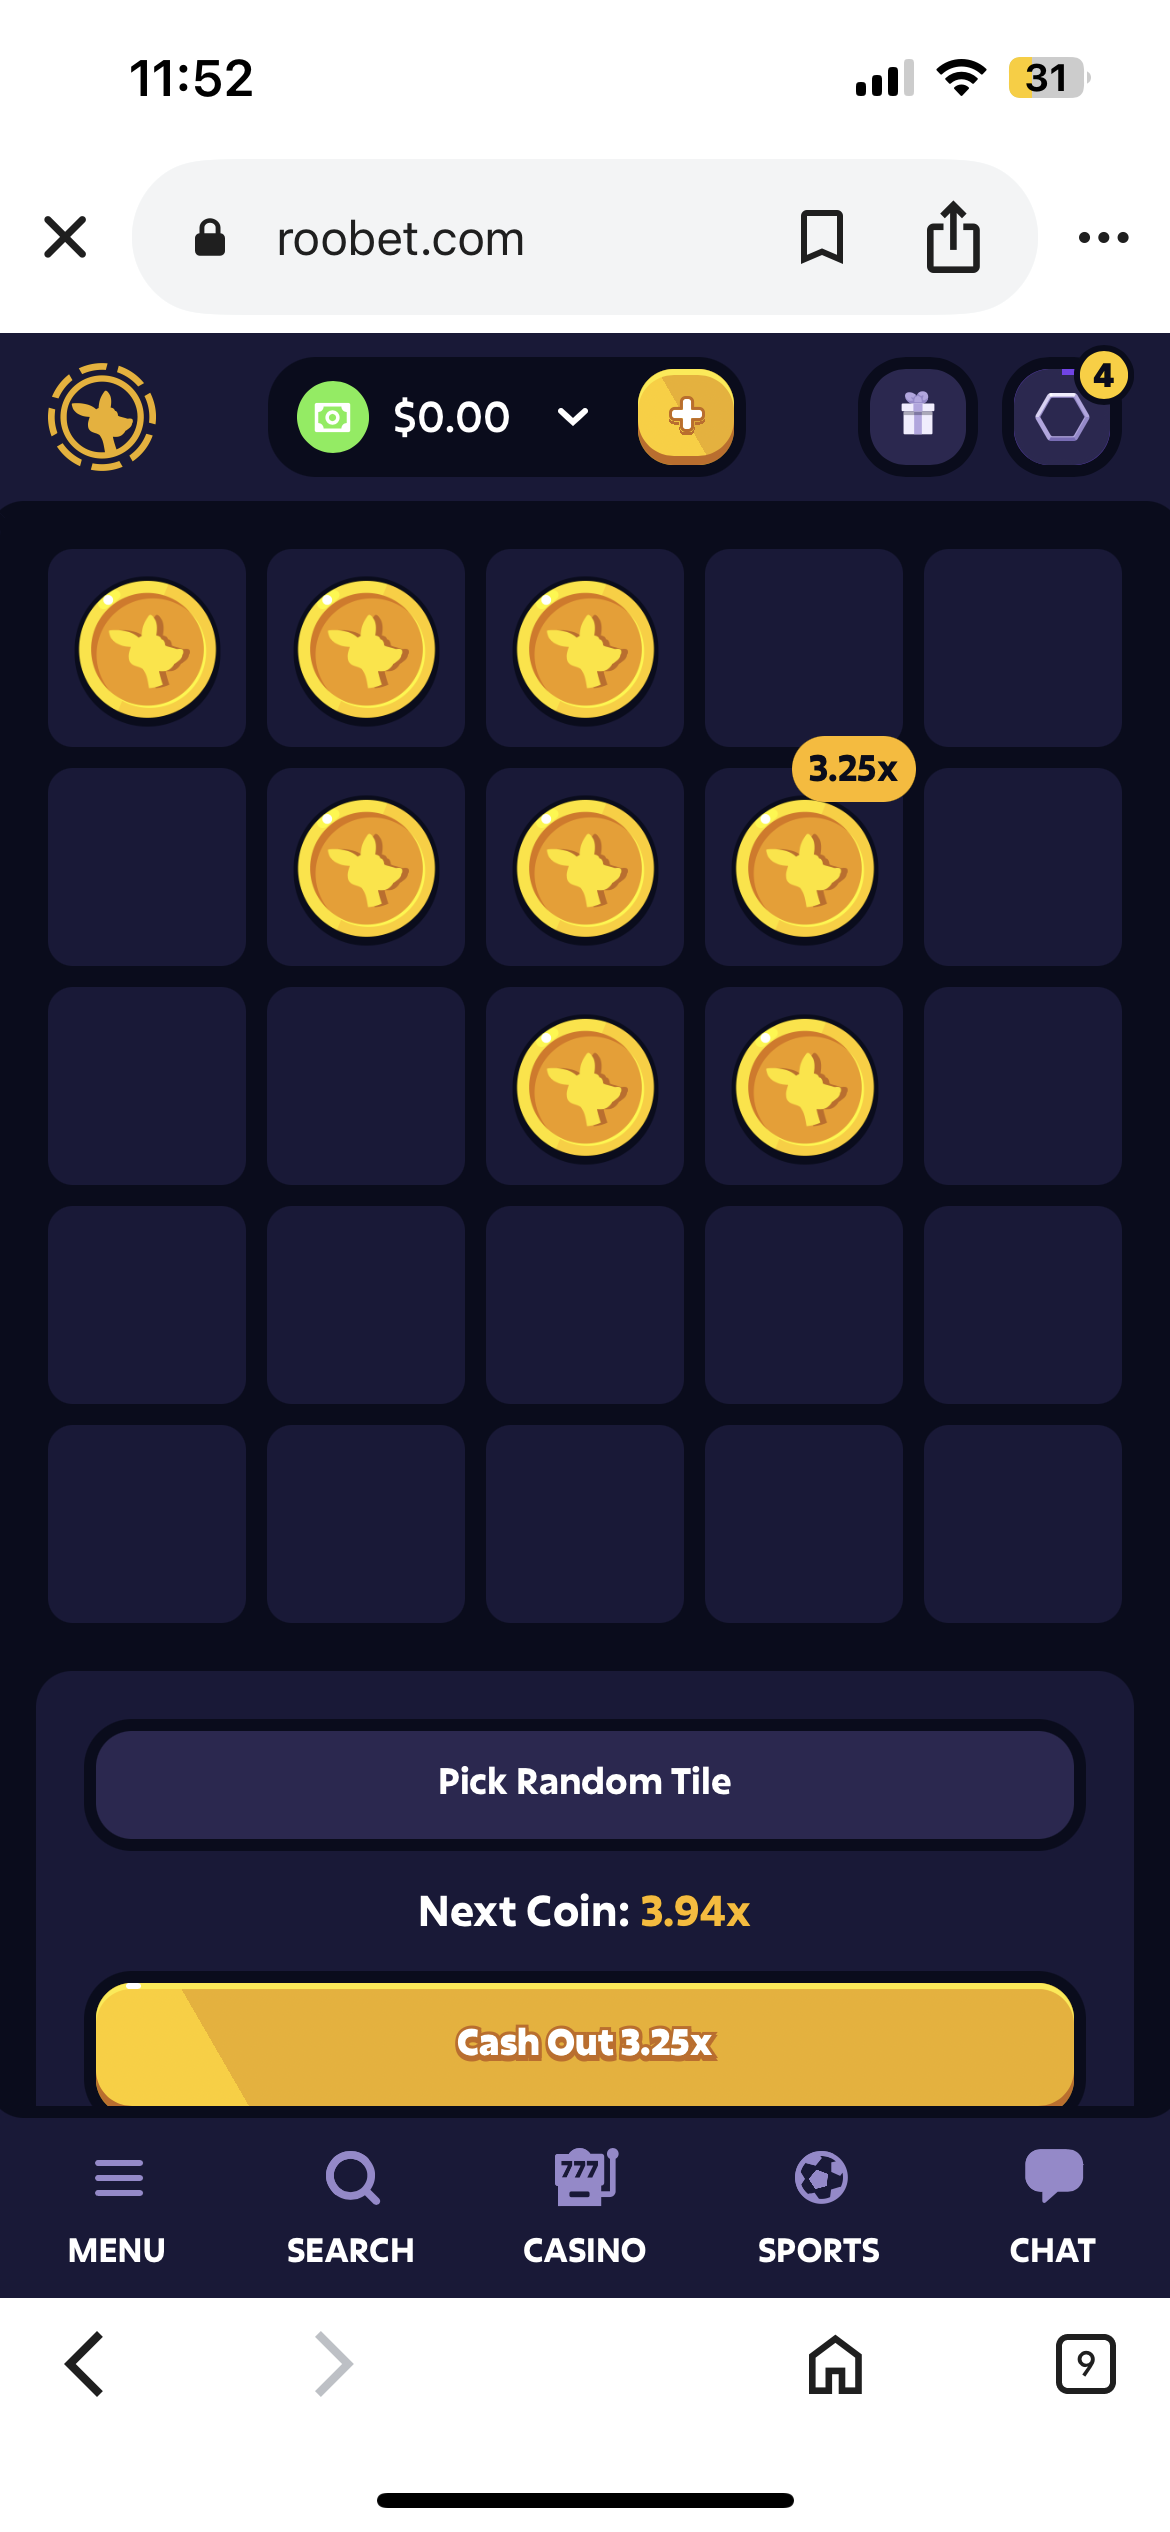 11:52
31
roobet.com
$0.00
4
3.25x
Pick Random Tile
Next Coin: 3.94x
Cash Out 3.25x
777
MENU
SEARCH
CASINO
SPORTS
CHAT
9